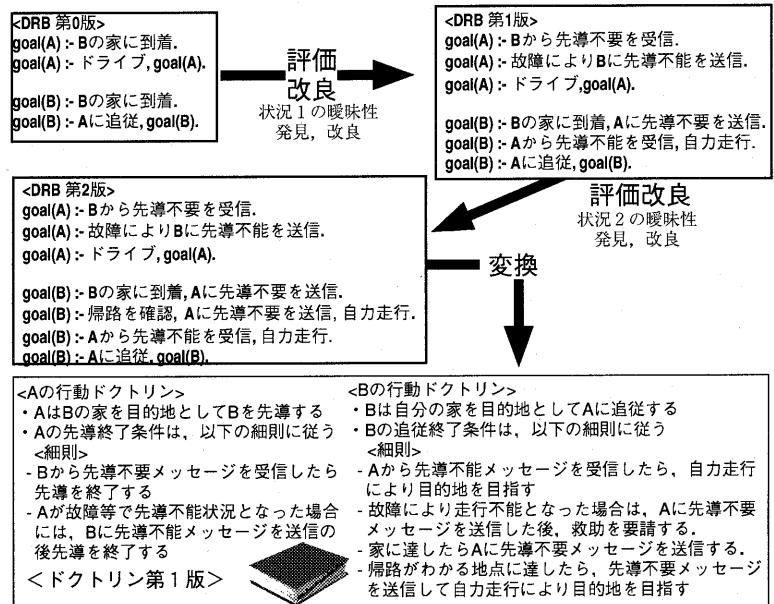 <DRB 第0版>
goal(A) :- Bの家に到着.
goal(A) :- ドライブ, goal(A).
goal(B) :- Bの家に到着.
goal(B) :- Aに追従, goal(B).
評価
改良
状況１の曖昧性
発見，改良
<DRB 第1版>
goal(A) :- Bから先導不要を受信.
goal(A) :- 故障によりBに先導不能を送信.
goal(A) :- ドライブ,goal(A).
goal(B) :- Bの家に到着, Aに先導不要を送信.
goal(B) :- Aから先導不能を受信, 自力走行.
goal(B) :- Aに追従, goal(B).
評価改良
状況２の曖昧性
発見，改良
<DRB 第2版>
goal(A) :- Bから先導不要を受信.
goal(A) :- 故障によりBに先導不能を送信.
goal(A) :- ドライブ, goal(A).
goal(B) :- Bの家に到着, Aに先導不要を送信.
goal(B) :- 帰路を確認, Aに先導不要を送信, 自力走行.
goal(B) :- Aから先導不能を受信, 自力走行.
goal(B) :- Aに追従, goal(B).
変換
<Aの行動ドクトリン>
・AはBの家を目的地としてBを先導する
・Aの先導終了条件は，以下の細則に従う
<細則>
- Bから先導不要メッセージを受信したら
先導を終了する
- Aが故障等で先導不能状況となった場合
には，Bに先導不能メッセージを送信の
後先導を終了する
＜ドクトリン第１版＞
<Bの行動ドクトリン>
・Bは自分の家を目的地としてAに追従する
・Bの追従終了条件は，以下の細則に従う
<細則>
- Aから先導不能メッセージを受信したら，自力走行
により目的地を目指す
- 故障により走行不能となった場合は，Aに先導不要
メッセージを送信した後，救助を要請する.
- 家に達したらAに先導不要メッセージを送信する.
- 帰路がわかる地点に達したら，先導不要メッセージ
を送信して自力走行により目的地を目指す